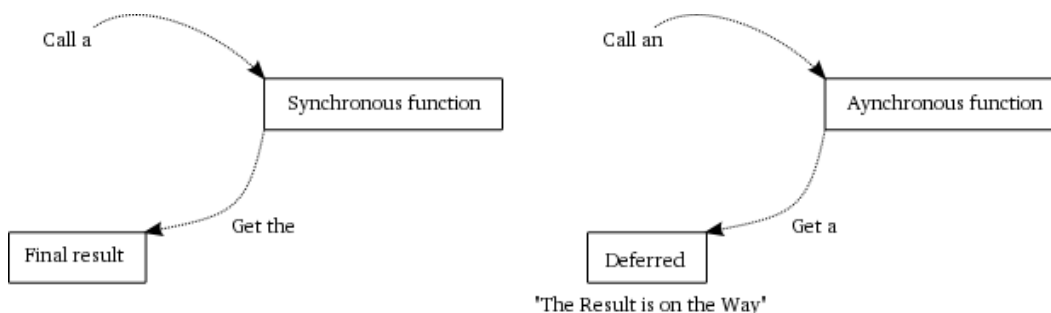 Call a
Synchronous function
Get the
Final result
Call an
Aynchronous function
Get a
Deferred
"The Result is on the Way"